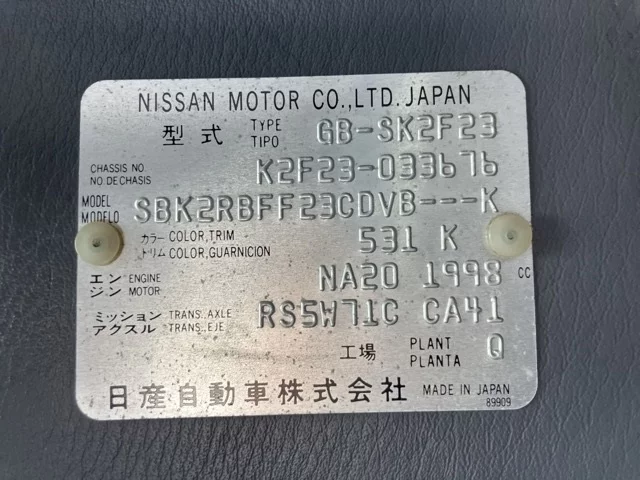 NISSAN MOTOR CO.,LTD. JAPAN
型式 TYPE TIPO GB-SK2F23
CHASSIS NO. NO.DE CHASIS K2F23-033676
MODEL MODELO SBK2RBFF23CDVB---K
カラー COLOR,TRIM トリム COLOR,GUARNICION 531 K
エンジン ENGINE MOTOR NA20 1998 CC
ミッション TRANS. AXLE アクスル TRANS. EJE RS5W71C CA41
工場 PLANT PLANTA Q
日産自動車株式会社 MADE IN JAPAN
89909